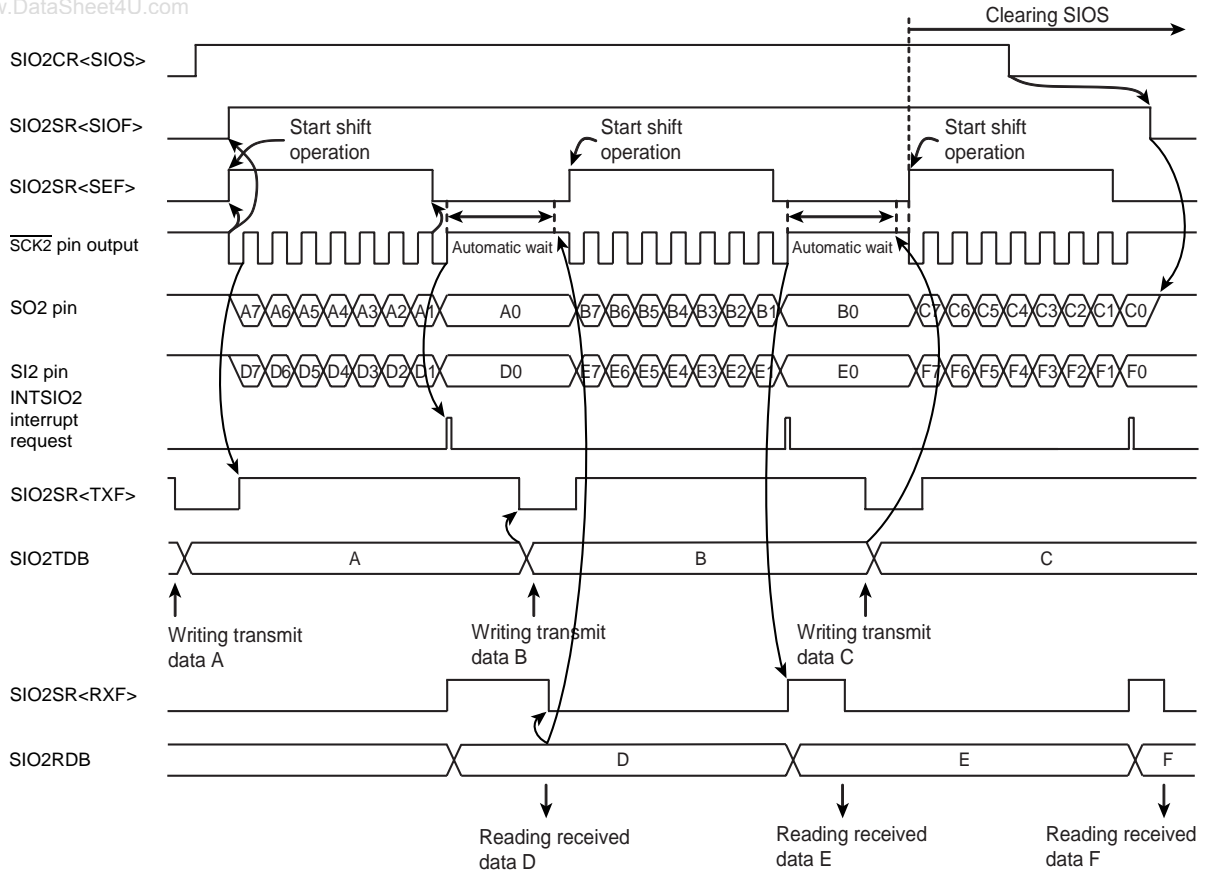 w.DataSheet4U.com
Clearing SIOS
SIO2CR<SIOS>
SIO2SR<SIOF>
Start shift
operation
Start shift
operation
Start shift
operation
SIO2SR<SEF>
SCK2 pin output
Automatic wait
Automatic wait
SO2 pin
A7 A6 A5 A4 A3 A2 A1 A0 B7 B6 B5 B4 B3 B2 B1 B0 C7 C6 C5 C4 C3 C2 C1 C0
SI2 pin
D7 D6 D5 D4 D3 D2 D1 D0 E7 E6 E5 E4 E3 E2 E1 E0 F7 F6 F5 F4 F3 F2 F1 F0
INTSIO2
interrupt
request
SIO2SR<TXF>
SIO2TDB
A B C
Writing transmit
data A
Writing transmit
data B
Writing transmit
data C
SIO2SR<RXF>
SIO2RDB
D E F
Reading received
data D
Reading received
data E
Reading received
data F